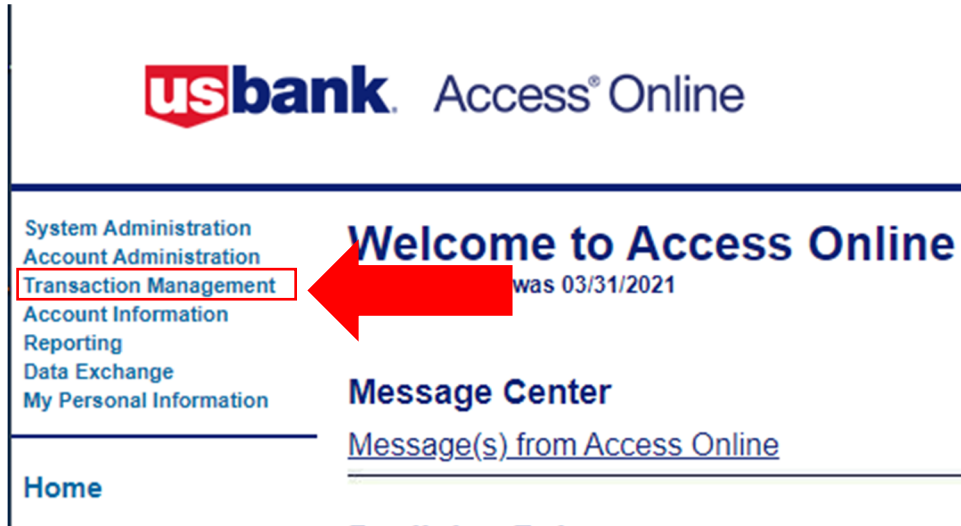 usbank. Access® Online
System Administration
Account Administration
Transaction Management
Account Information
Reporting
Data Exchange
My Personal Information
Home
Welcome to Access Online
was 03/31/2021
Message Center
Message(s) from Access Online